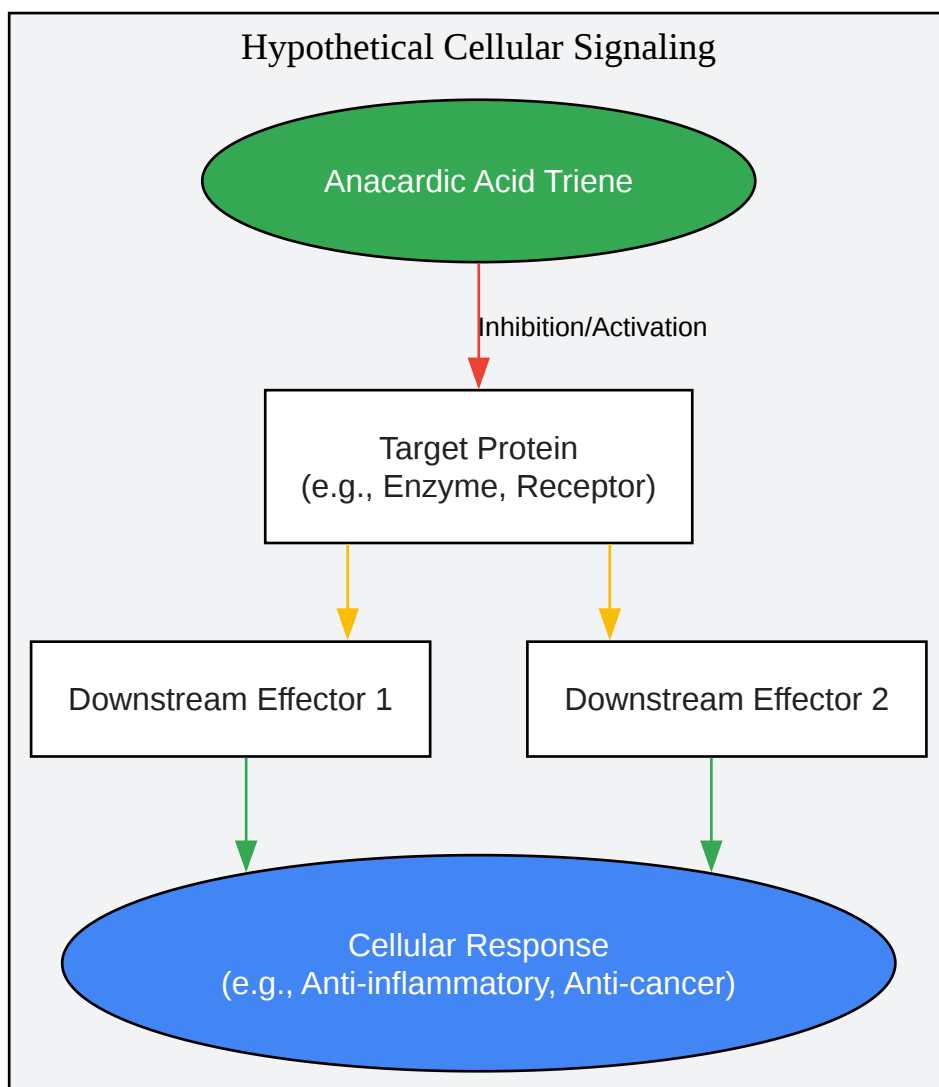 Hypothetical Cellular Signaling
Anacardic Acid Triene
Inhibition/Activation
Target Protein
(e.g., Enzyme, Receptor)
Downstream Effector 1
Downstream Effector 2
Cellular Response
(e.g., Anti-inflammatory, Anti-cancer)